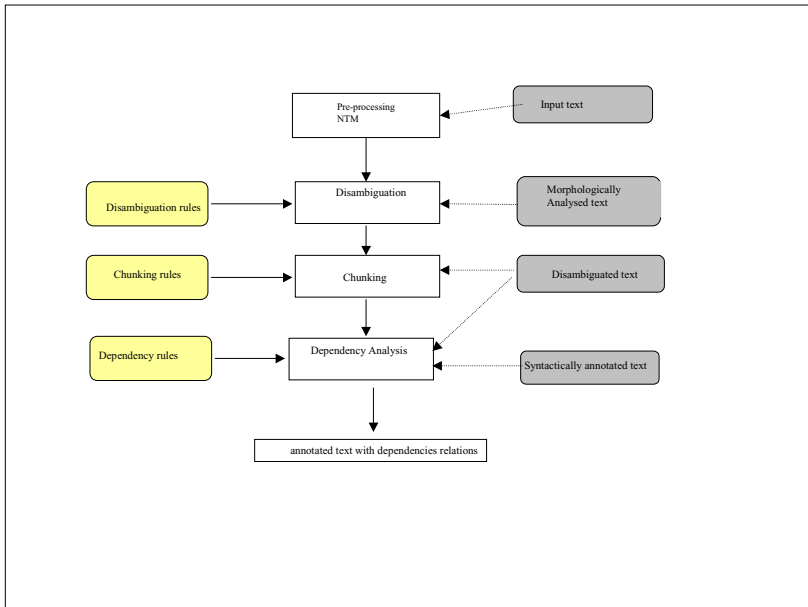 Pre-processing
NTM
Input text
Disambiguation rules
Disambiguation
Morphologically
Analysed text
Chunking rules
Chunking
Disambiguated text
Dependency rules
Dependency Analysis
Syntactically annotated text
annotated text with dependencies relations